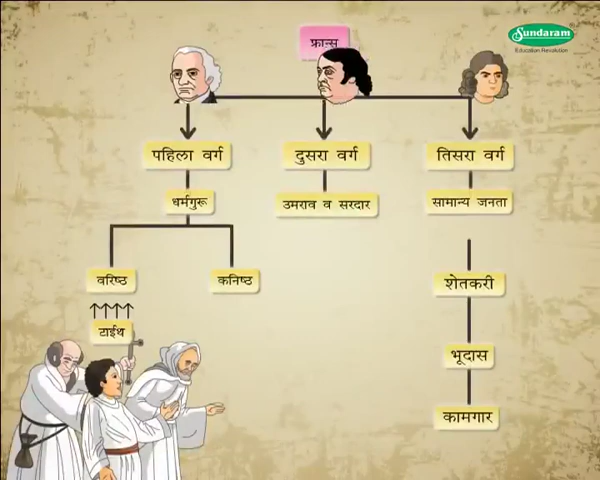 Sundaram
Education Revolution
फ्रान्स
पहिला वर्ग
दुसरा वर्ग
तिसरा वर्ग
धर्मगुरू
उमराव व सरदार
सामान्य जनता
वरिष्ठ
कनिष्ठ
शेतकरी
टाईथ
भूदास
कामगार